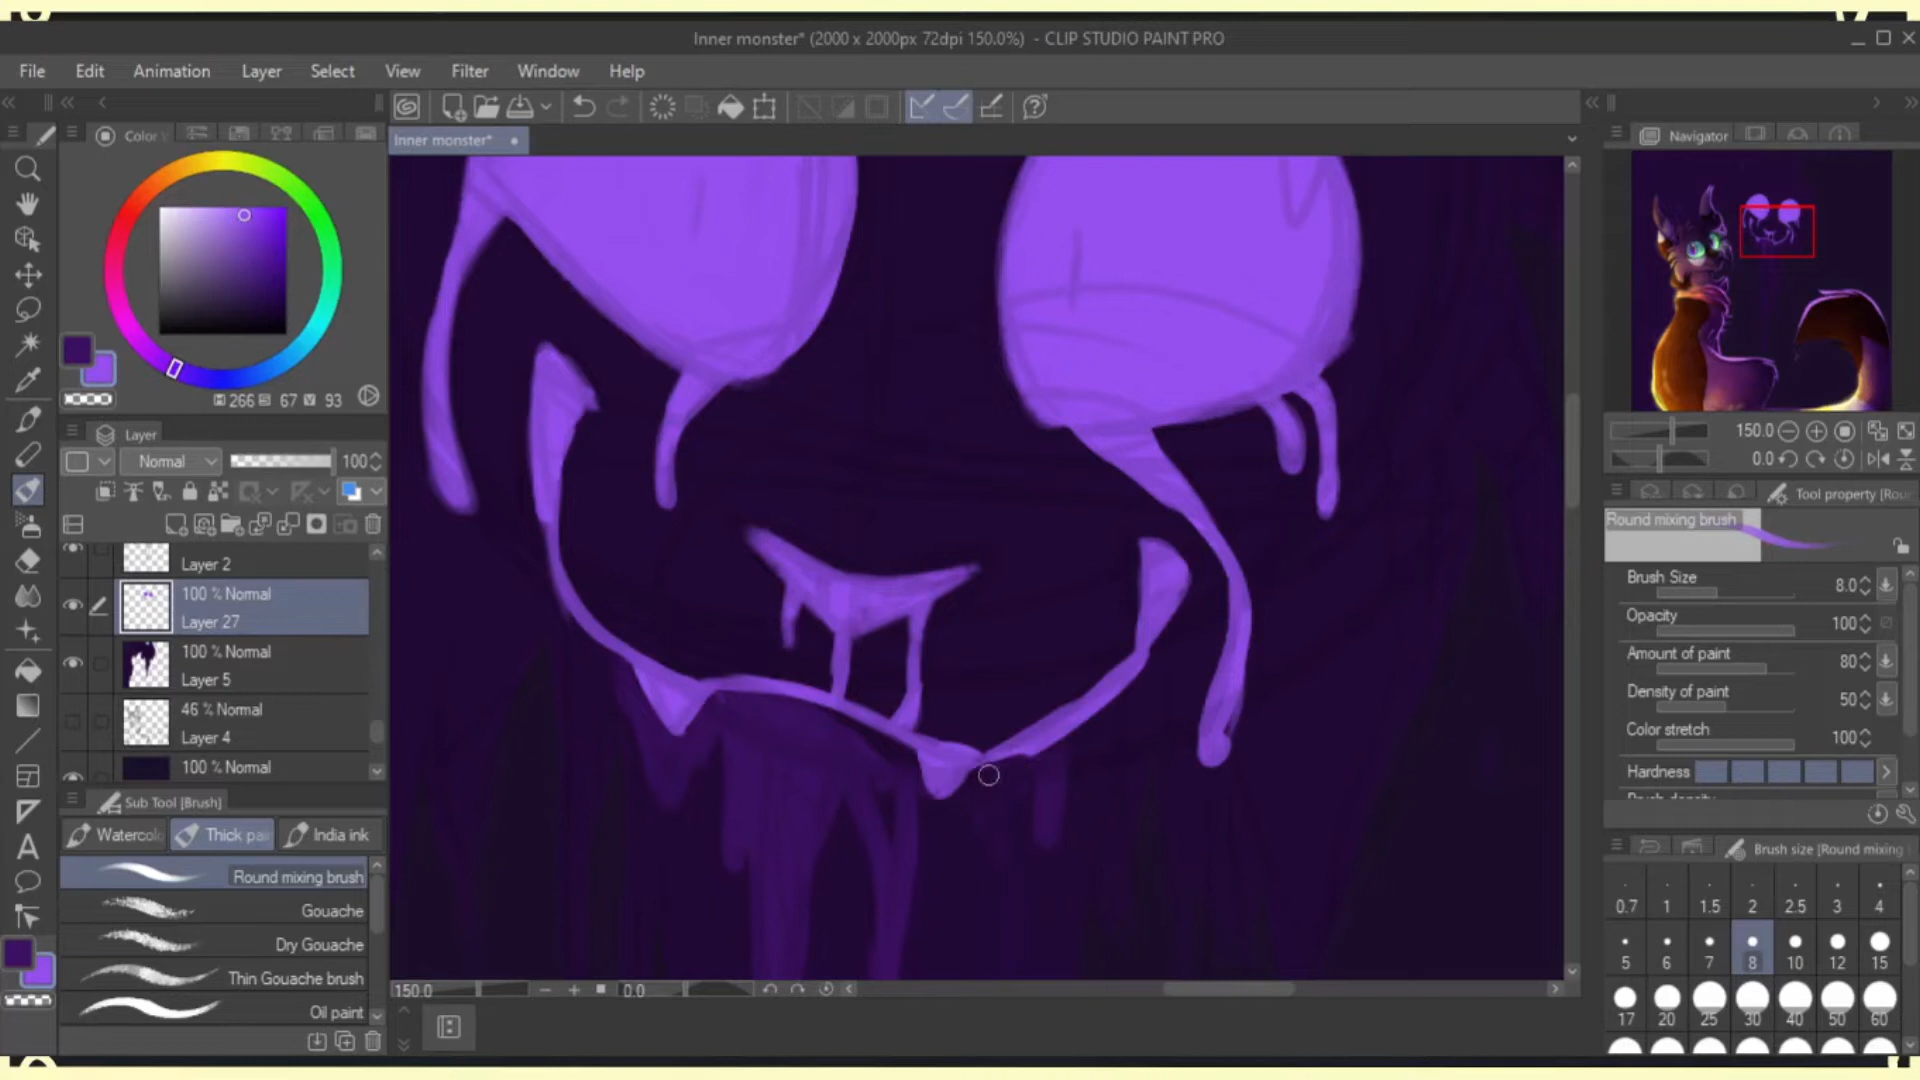 Inner monster* (2000 x 2000px 72dpi 150.0%) - CLIP STUDIO PAINT PRO
File Edit Animation Layer Select View Filter Window Help
Inner monster*
Color
Navigator
266 67 93
150.0
0.0
Layer
Normal 100
Layer 2
100 % Normal
Layer 27
100 % Normal
Layer 5
46 % Normal
Layer 4
100 % Normal
Sub Tool [Brush]
Watercolo Thick pai India ink
Round mixing brush
Gouache
Dry Gouache
Thin Gouache brush
Oil paint
150.0 0.0
Tool property [Rou
Round mixing brush
Brush Size 8.0
Opacity 100
Amount of paint 80
Density of paint 50
Color stretch 100
Hardness
Brush size [Round mixing
0.7 1 1.5 2 2.5 3 4
5 6 7 8 10 12 15
17 20 25 30 40 50 60